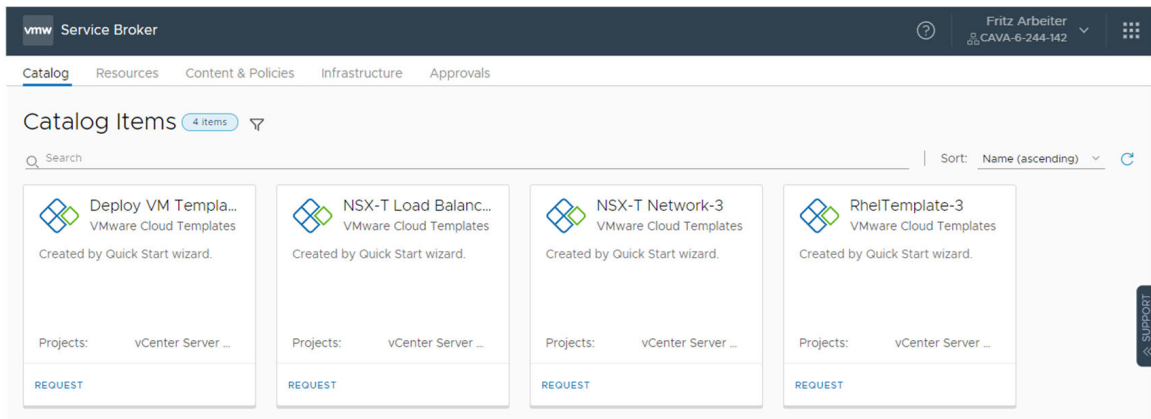 vmw Service Broker
Fritz Arbeiter
CAVA-6-244-142
Catalog Resources Content & Policies Infrastructure Approvals
Catalog Items 4 items
Search
Sort: Name (ascending)
Deploy VM Templa...
VMware Cloud Templates
Created by Quick Start wizard.
Projects: vCenter Server ...
REQUEST
NSX-T Load Balanc...
VMware Cloud Templates
Created by Quick Start wizard.
Projects: vCenter Server ...
REQUEST
NSX-T Network-3
VMware Cloud Templates
Created by Quick Start wizard.
Projects: vCenter Server ...
REQUEST
RhelTemplate-3
VMware Cloud Templates
Created by Quick Start wizard.
Projects: vCenter Server ...
REQUEST
« SUPPORT